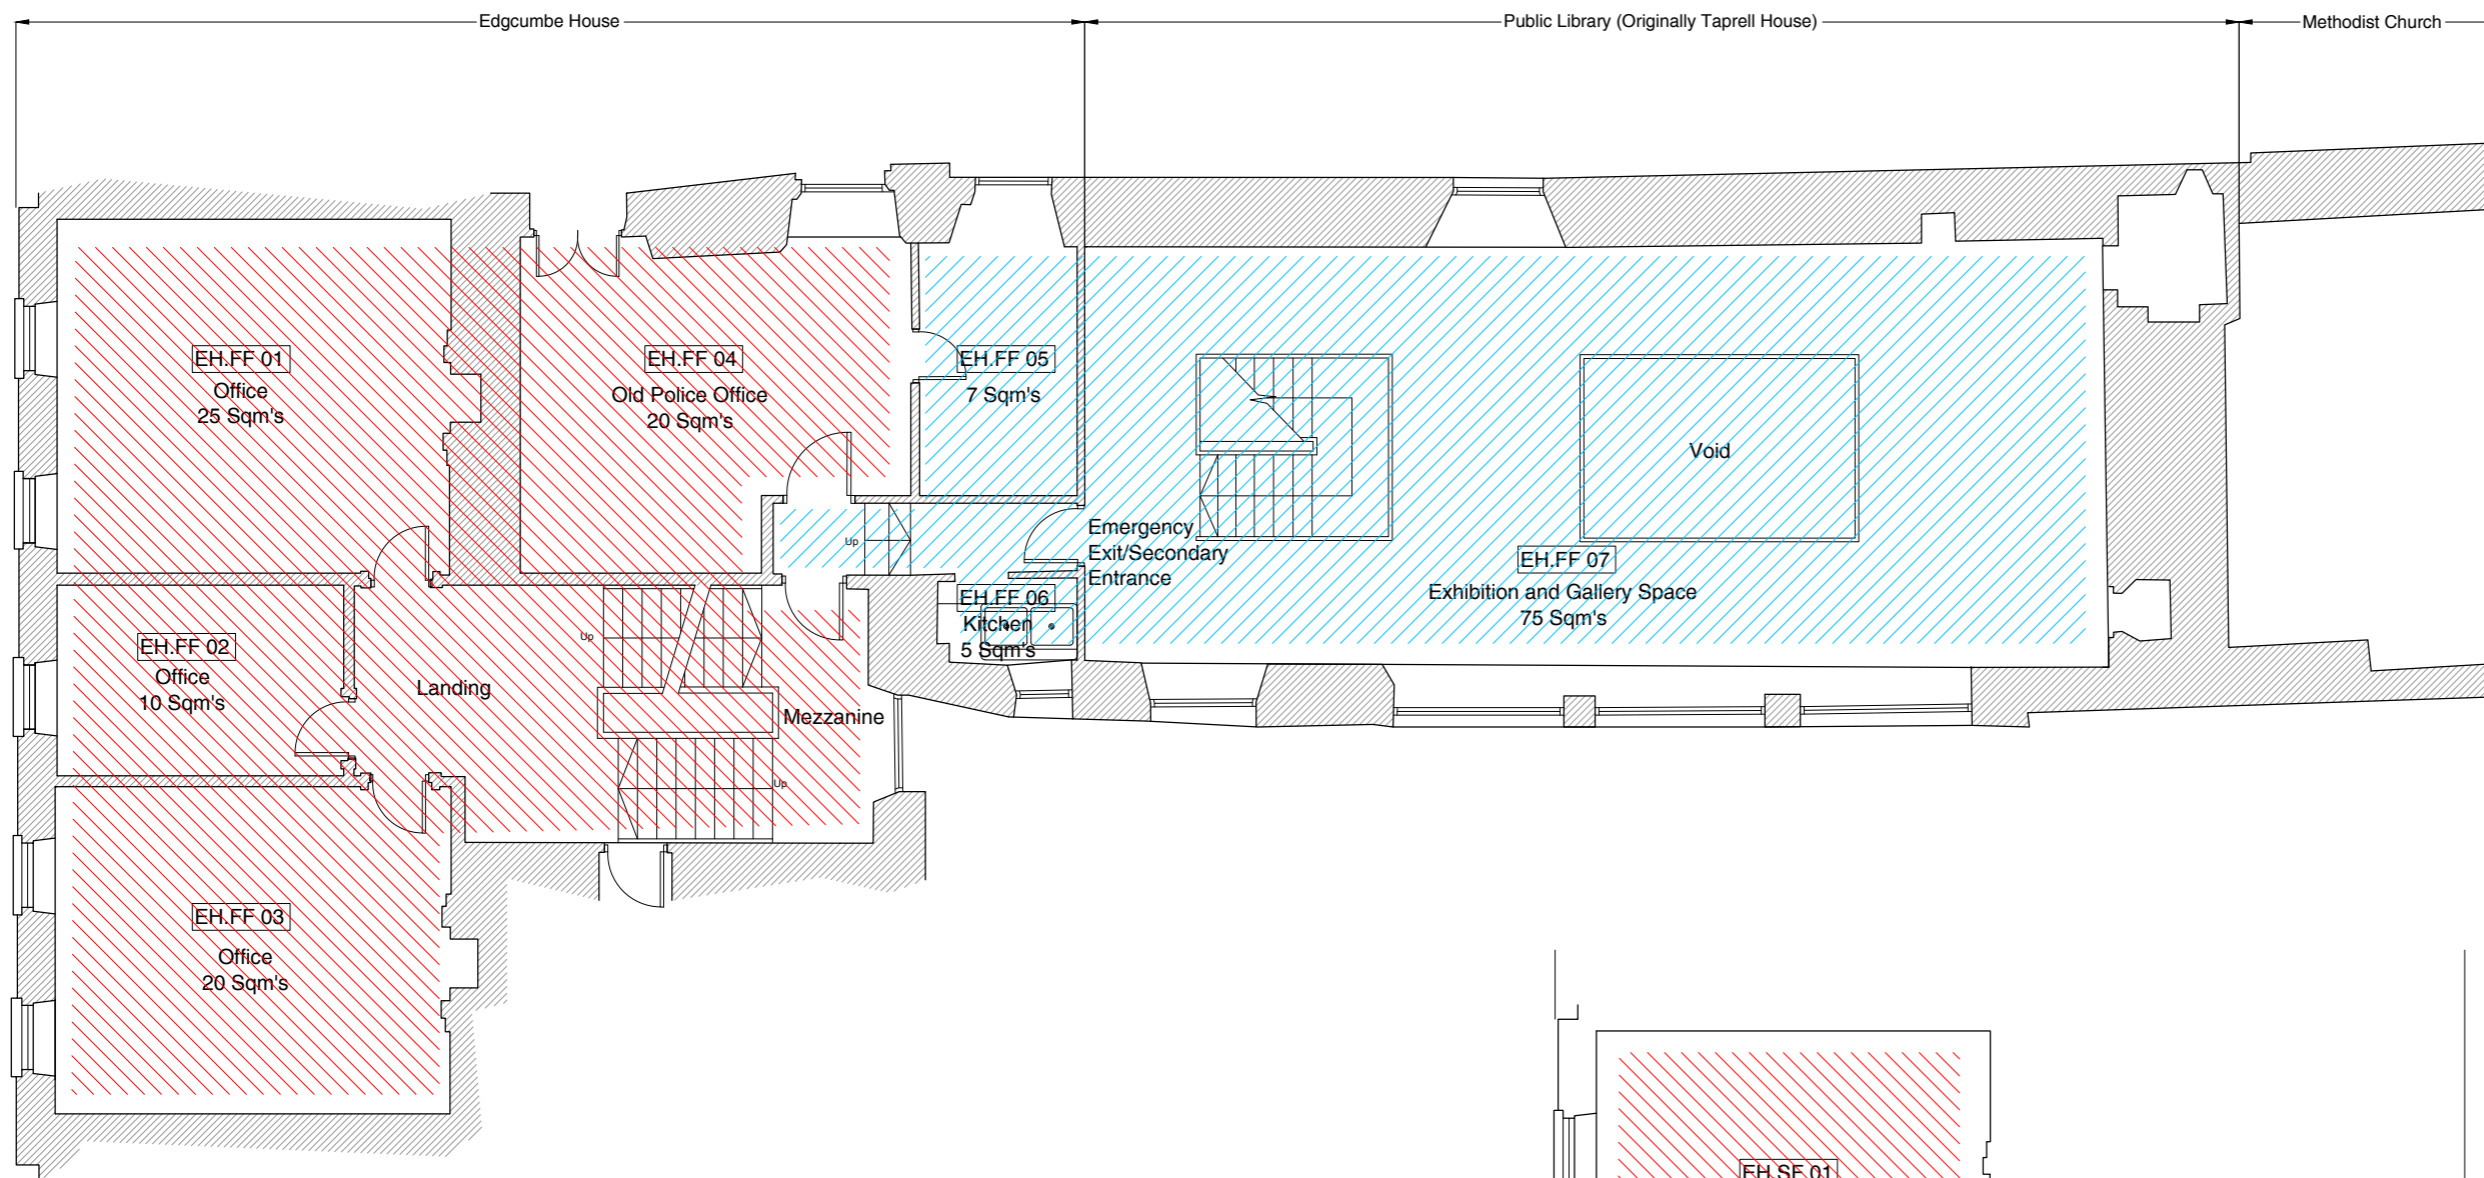 Edgcumbe House
Public Library (Originally Taprell House)
Methodist Church
EH.FF 01
Office
25 Sqm's
EH.FF 04
Old Police Office
20 Sqm's
EH.FF 05
7 Sqm's
Void
Up
Emergency
Exit/Secondary
Entrance
EH.FF 07
Exhibition and Gallery Space
75 Sqm's
EH.FF 06
Kitchen
5 Sqm's
EH.FF 02
Office
10 Sqm's
Up
Landing
Mezzanine
Up
EH.FF 03
Office
20 Sqm's
EH.SF 01